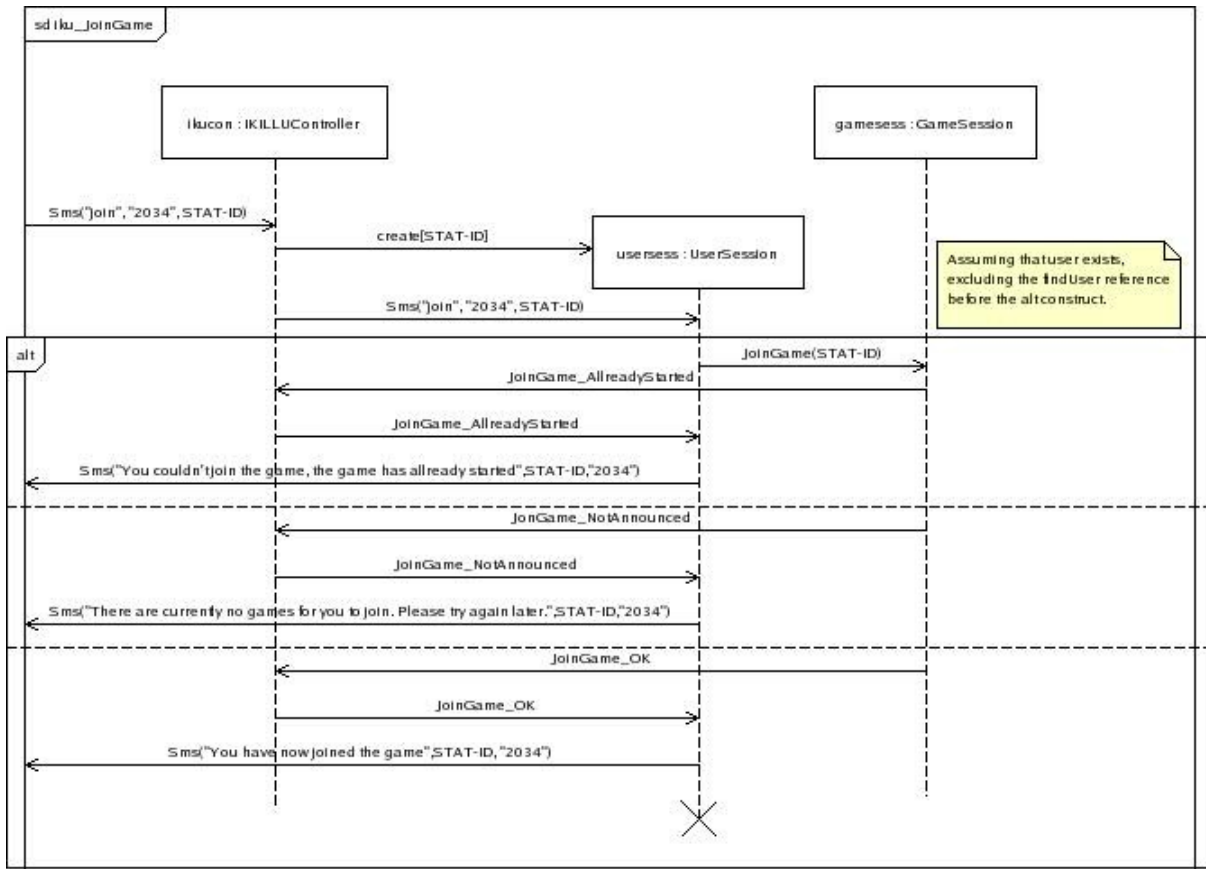 sd iku_JoinGame
ikucon : IKILLUController
gamesess : GameSession
Sms("join", "2034", STAT-ID)
create[STAT-ID]
usersess : UserSession
Assuming that user exists,
excluding the findUser reference
before the alt construct.
Sms("join", "2034", STAT-ID)
alt
JoinGame(STAT-ID)
JoinGame_AllreadyStarted
JoinGame_AllreadyStarted
Sms("You couldn't join the game, the game has allready started",STAT-ID,"2034")
JonGame_NotAnnounced
JoinGame_NotAnnounced
Sms("There are currently no games for you to join. Please try again later.",STAT-ID,"2034")
JoinGame_OK
JoinGame_OK
Sms("You have now joined the game",STAT-ID, "2034")